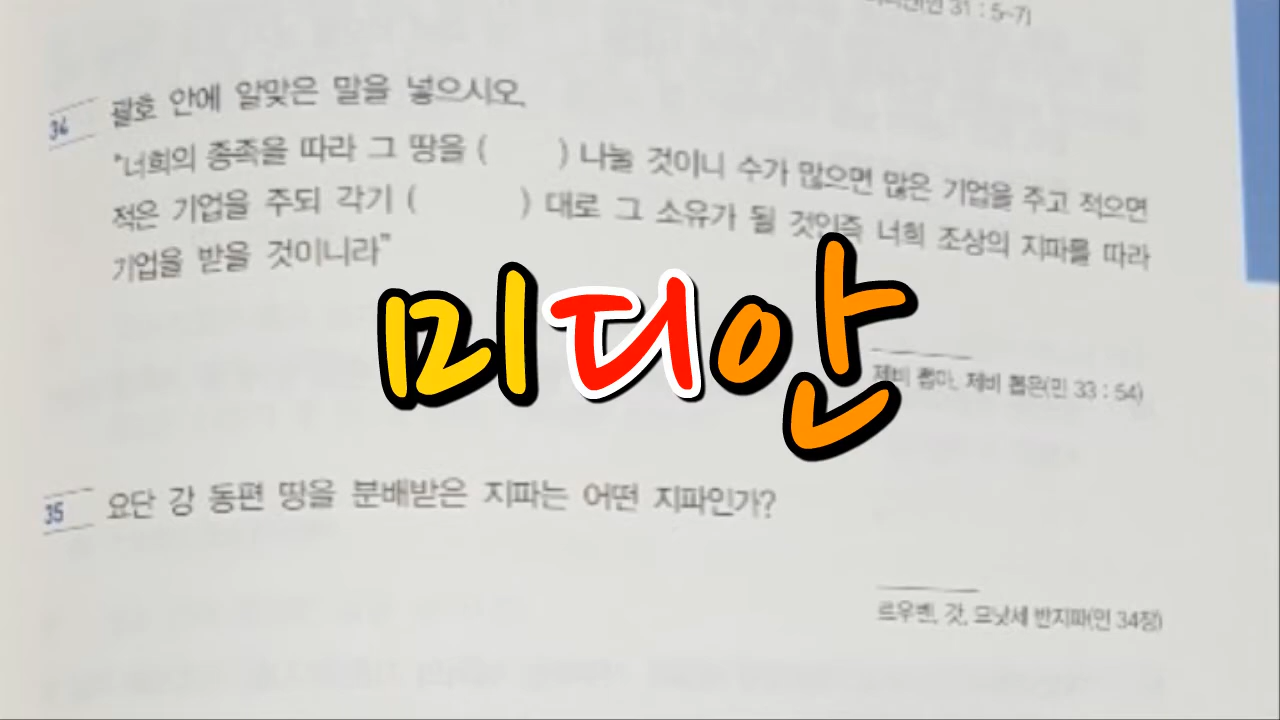 (민 31 : 5~7)
34 괄호 안에 알맞은 말을 넣으시오.
"너희의 종족을 따라 그 땅을 ( ) 나눌 것이니 수가 많으면 많은 기업을 주고 적으면
적은 기업을 주되 각기 ( ) 대로 그 소유가 될 것인즉 너희 조상의 지파를 따라
기업을 받을 것이니라"
미디안
제비 뽑아, 제비 뽑은(민 33 : 54)
35 요단 강 동편 땅을 분배받은 지파는 어떤 지파인가?
르우벤, 갓, 므낫세 반지파(민 34장)